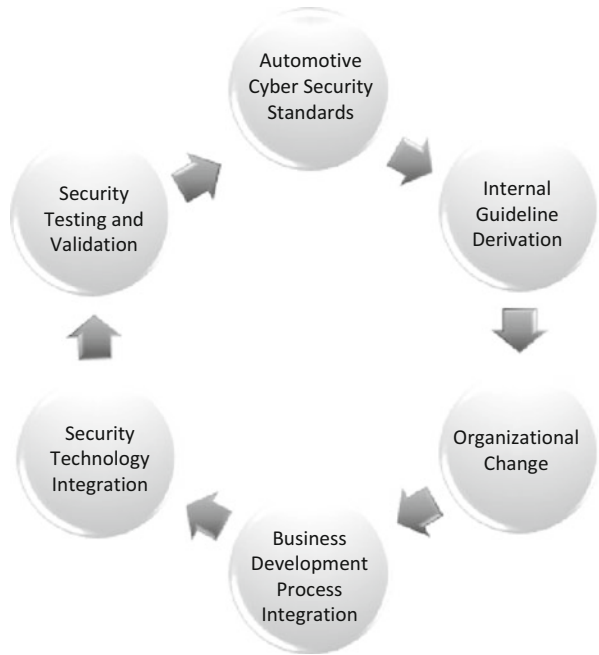 Automotive
Cyber Security
Standards
Internal
Guideline
Derivation
Organizational
Change
Business
Development
Process
Integration
Security
Technology
Integration
Security
Testing and
Validation